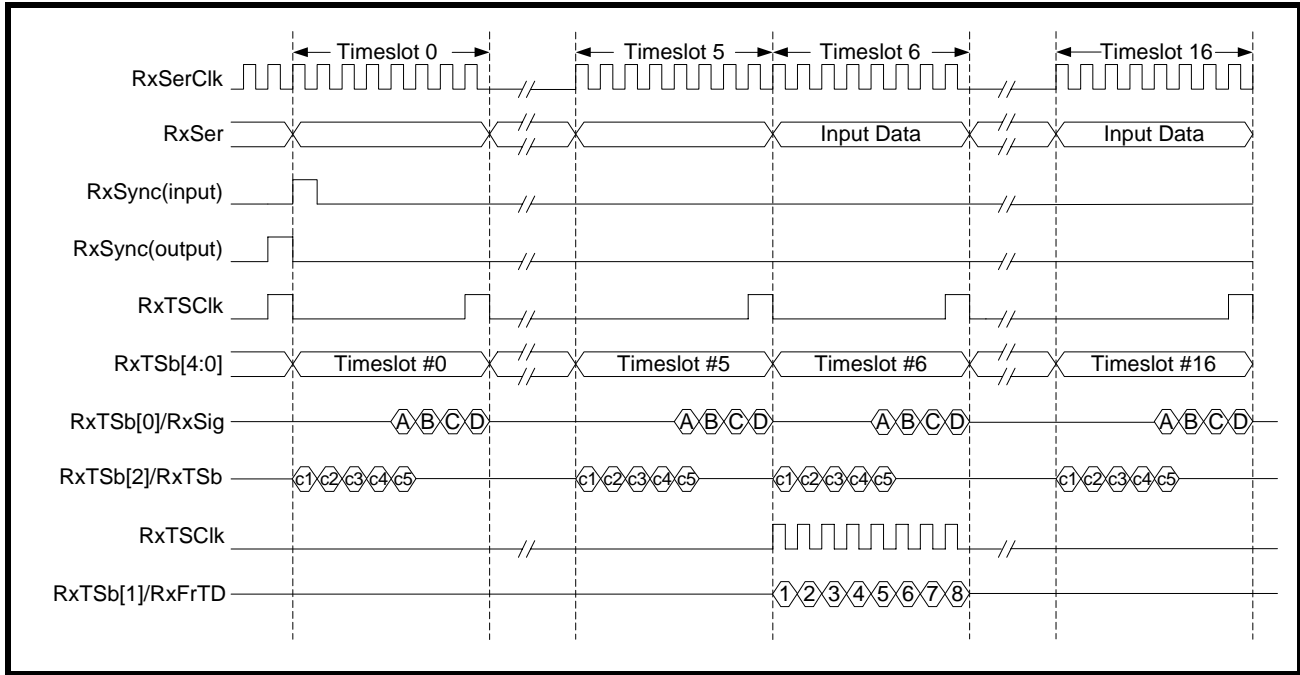 Timeslot 0 Timeslot 5 Timeslot 6 Timeslot 16
RxSerClk // //
RxSer // Input Data // Input Data
RxSync(input) // //
RxSync(output) // //
RxTSClk // //
RxTSb[4:0] Timeslot #0 // Timeslot #5 Timeslot #6 // Timeslot #16
RxTSb[0]/RxSig A B C D A B C D A B C D A B C D
RxTSb[2]/RxTSb c1 c2 c3 c4 c5 c1 c2 c3 c4 c5 c1 c2 c3 c4 c5 c1 c2 c3 c4 c5
RxTSClk // //
RxTSb[1]/RxFrTD 1 2 3 4 5 6 7 8